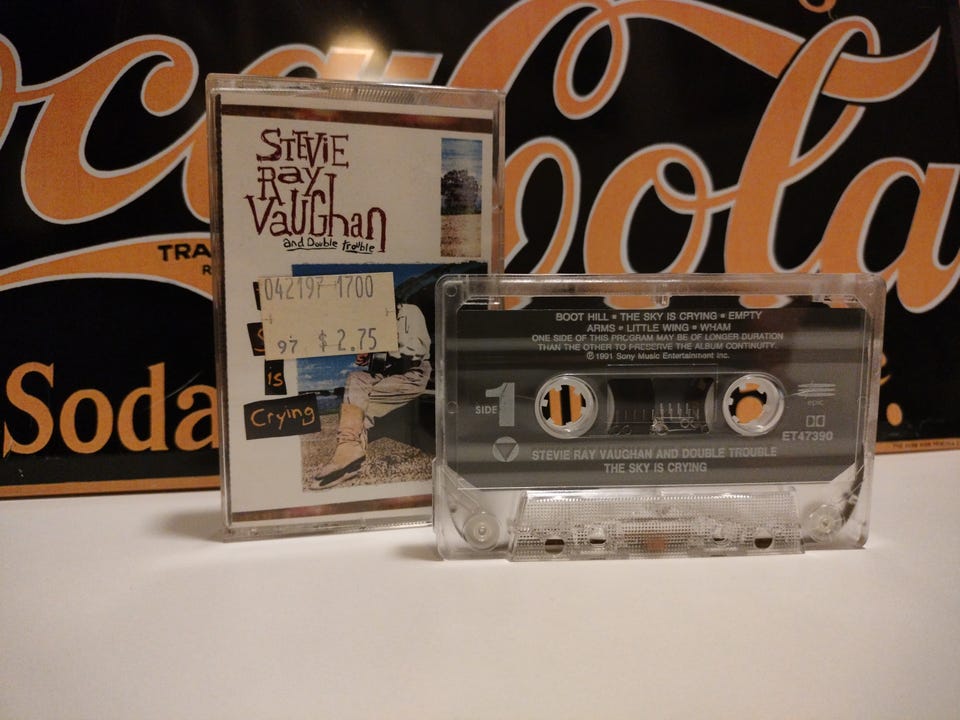 Coca Cola
TRA
R
Soda
STEViE
Ray
VaUGhan
and Double trouble
042197 1700
97 $2.75
is
Crying
BOOT HILL • THE SKY IS CRYING • EMPTY
ARMS • LITTLE WING • WHAM
ONE SIDE OF THIS PROGRAM MAY BE OF LONGER DURATION
THAN THE OTHER TO PRESERVE THE ALBUM CONTINUITY.
℗ 1991 Sony Music Entertainment Inc.
SIDE 1
epic
ET47390
STEVIE RAY VAUGHAN AND DOUBLE TROUBLE
THE SKY IS CRYING